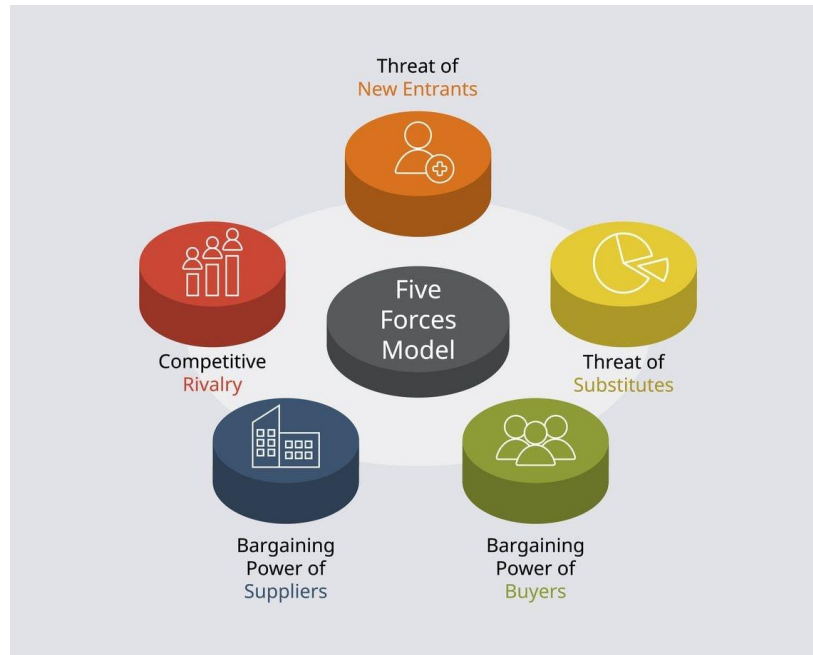 Threat of
New Entrants
Five
Forces
Model
Competitive
Rivalry
Threat of
Substitutes
Bargaining
Power of
Suppliers
Bargaining
Power of
Buyers